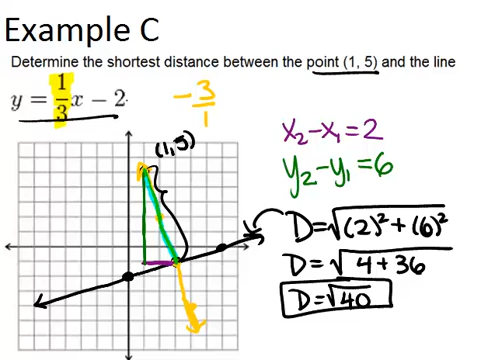 Example C
Determine the shortest distance between the point (1, 5) and the line
y = 1/3 x − 2
−3/1
(1,5)
x₂−x₁=2
y₂−y₁=6
D=√(2)²+(6)²
D=√4+36
D=√40